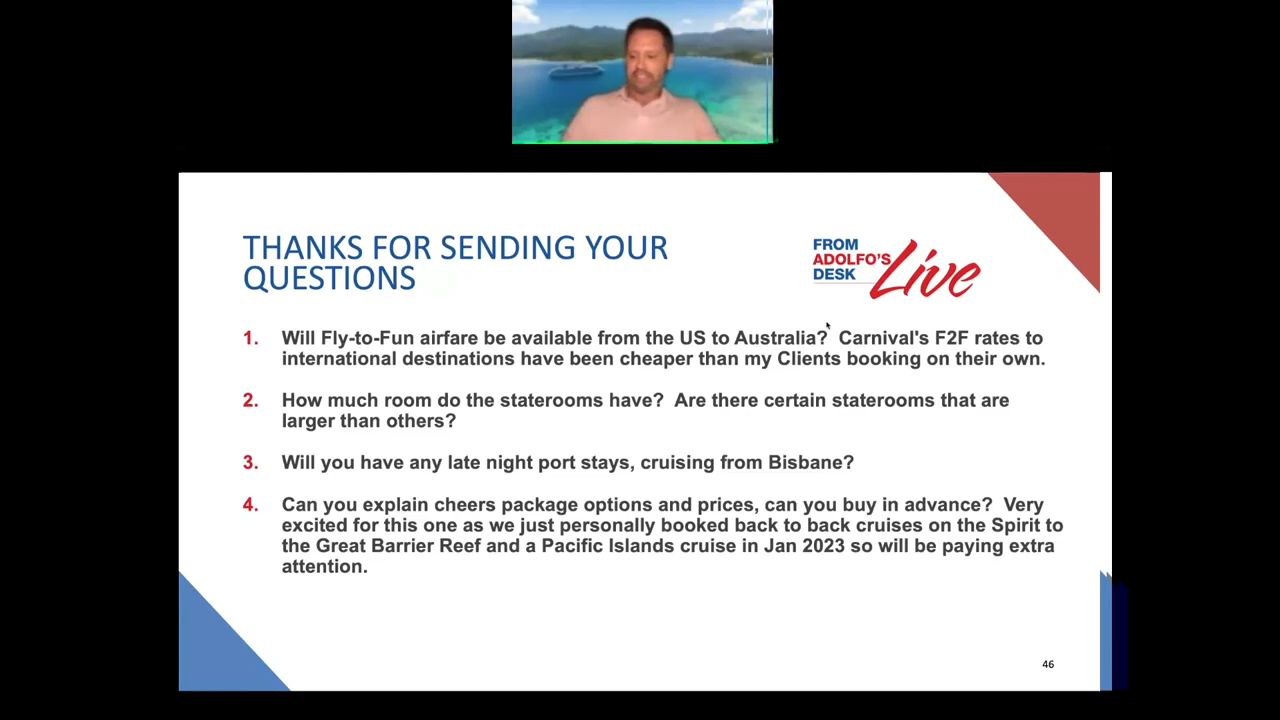 THANKS FOR SENDING YOUR
QUESTIONS
FROM
ADOLFO'S
DESK
Live
1. Will Fly-to-Fun airfare be available from the US to Australia? Carnival's F2F rates to
international destinations have been cheaper than my Clients booking on their own.
2. How much room do the staterooms have? Are there certain staterooms that are
larger than others?
3. Will you have any late night port stays, cruising from Bisbane?
4. Can you explain cheers package options and prices, can you buy in advance? Very
excited for this one as we just personally booked back to back cruises on the Spirit to
the Great Barrier Reef and a Pacific Islands cruise in Jan 2023 so will be paying extra
attention.
46